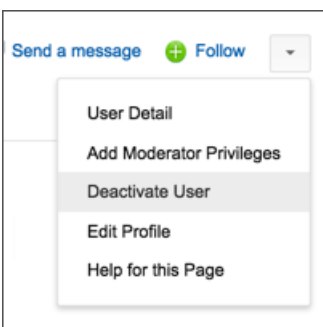 Send a message Follow
User Detail
Add Moderator Privileges
Deactivate User
Edit Profile
Help for this Page